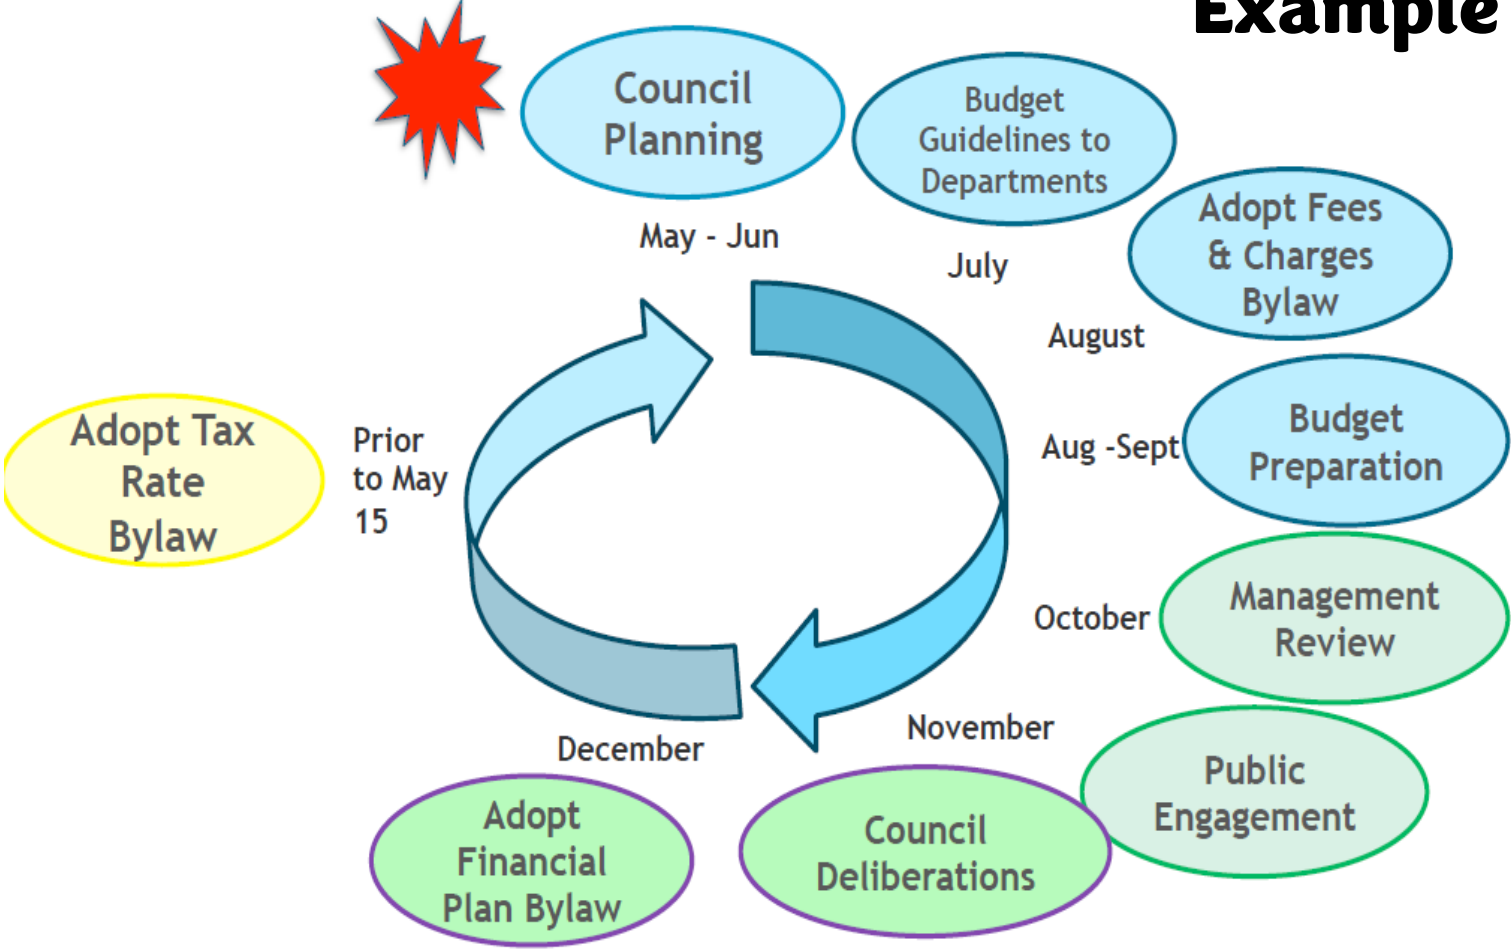 Example
Council
Planning
Budget
Guidelines to
Departments
May - Jun
July
Adopt Fees
& Charges
Bylaw
August
Budget
Preparation
Aug -Sept
Management
Review
October
Public
Engagement
November
Council
Deliberations
December
Adopt
Financial
Plan Bylaw
Adopt Tax
Rate
Bylaw
Prior
to May
15